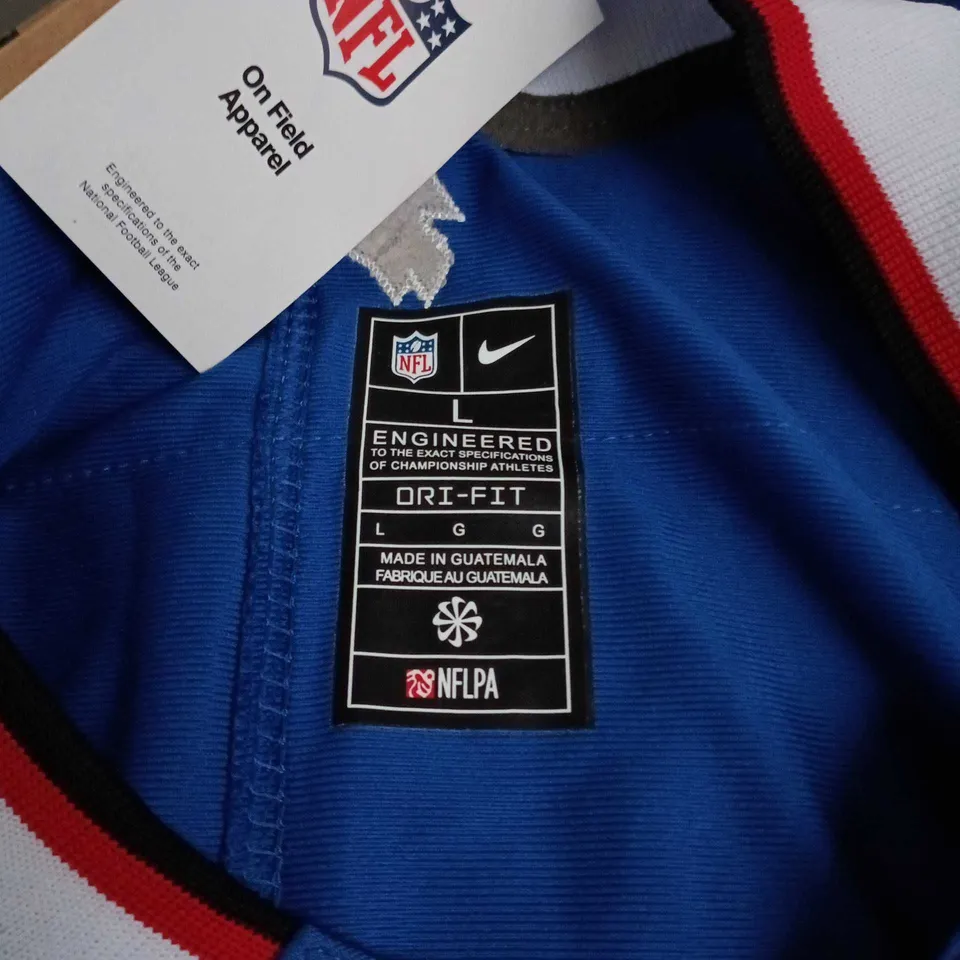 NFL
On Field
Apparel
Engineered to the exact
specifications of the
National Football League
NFL
L
ENGINEERED
TO THE EXACT SPECIFICATIONS
OF CHAMPIONSHIP ATHLETES
DRI-FIT
L G G
MADE IN GUATEMALA
FABRIQUE AU GUATEMALA
NFLPA